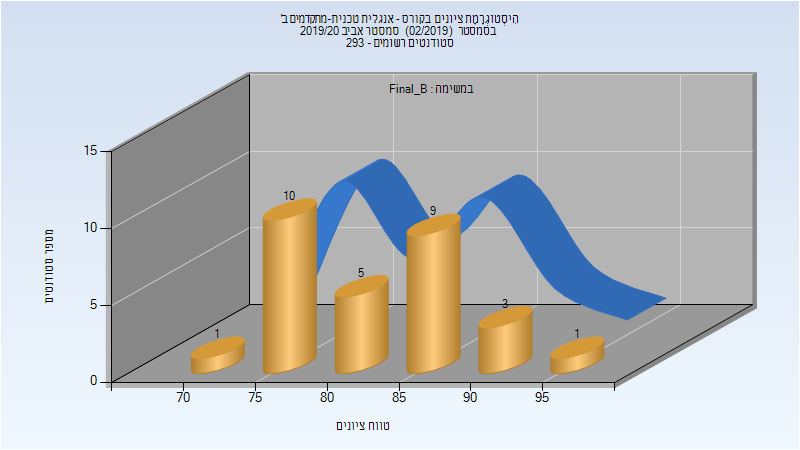 היסטוגרמת ציונים בקורס - אנגלית טכנית-מתקדמים ב'
בסמסטר (02/2019) סמסטר אביב 2019/20
סטודנטים רשומים - 293
במשימה : Final_B
15
10
5
0
מספר סטודנטים
1
10
5
9
3
1
70
75
80
85
90
95
טווח ציונים